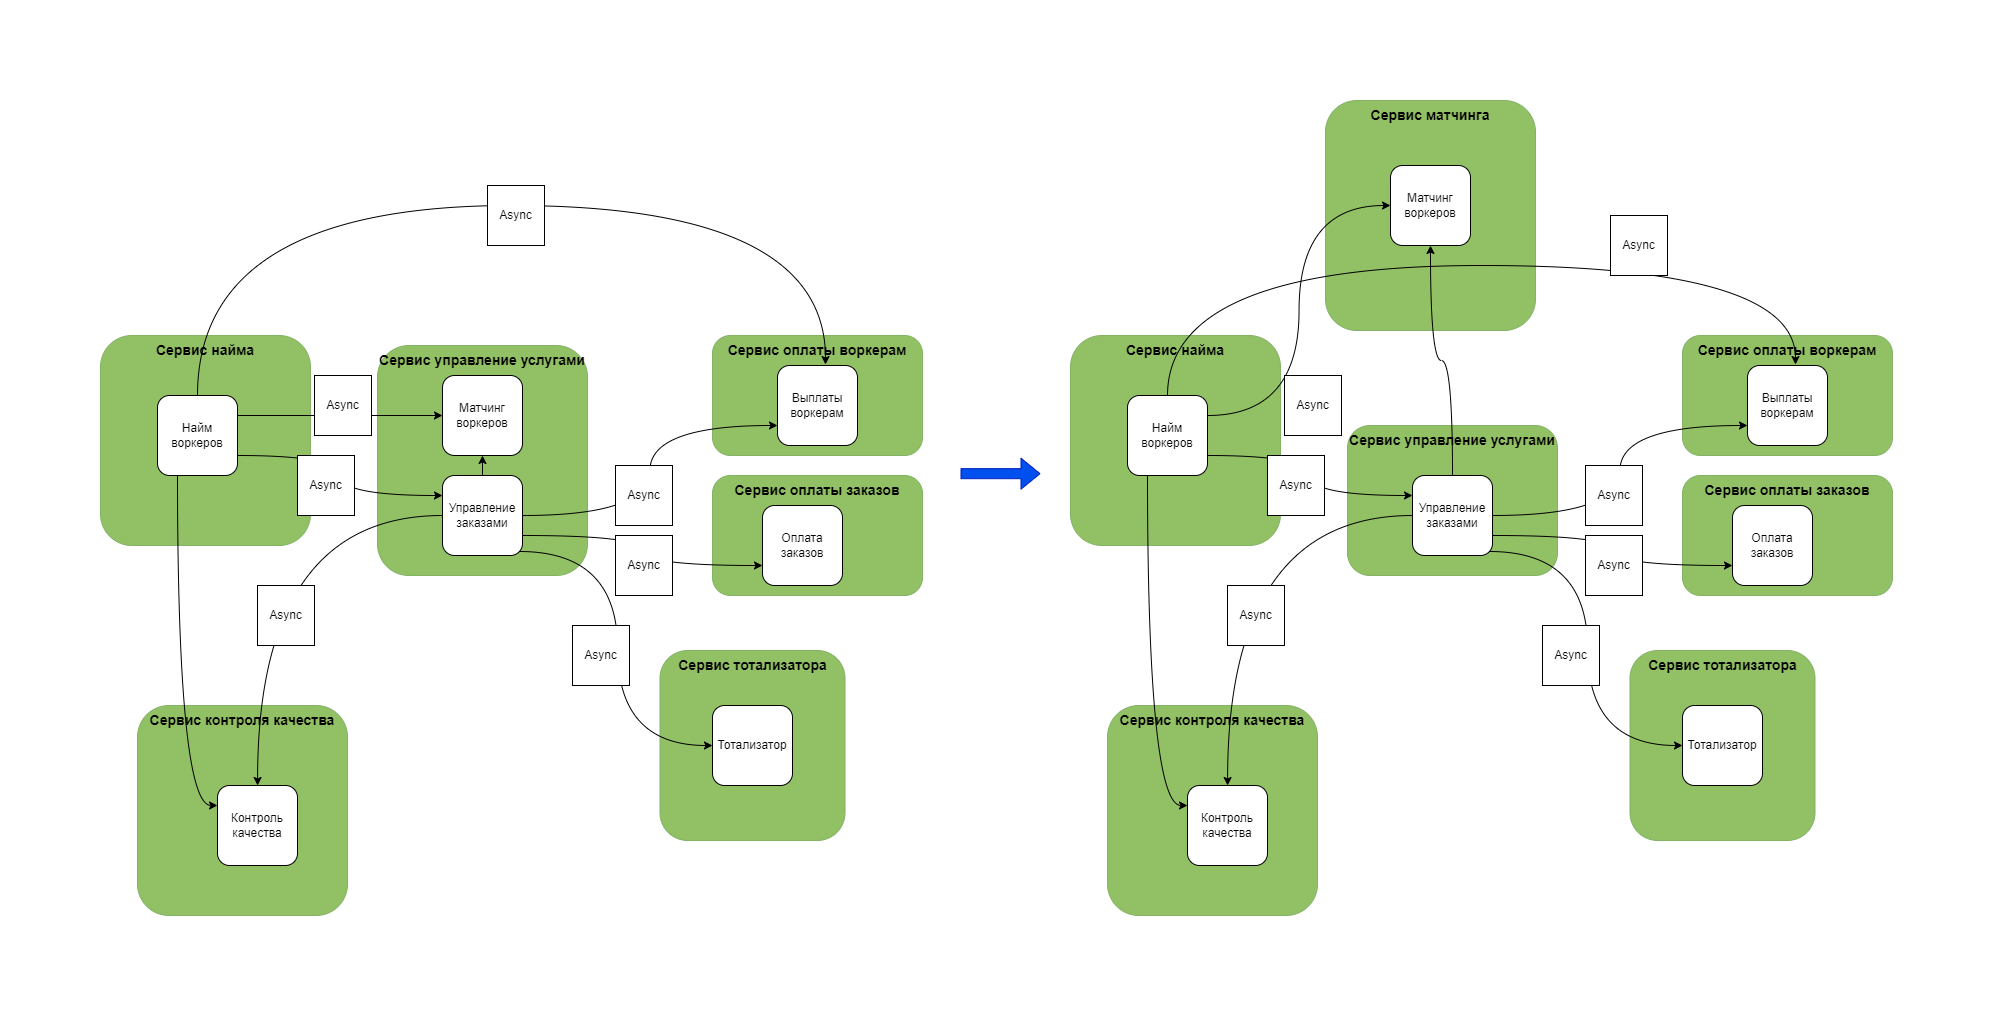 Async
Сервис найма
Сервис управление услугами
Сервис оплаты воркерам
Async
Матчинг
воркеров
Выплаты
воркерам
Найм
воркеров
Async
Async
Сервис оплаты заказов
Управление
заказами
Оплата
заказов
Async
Async
Async
Сервис тотализатора
Сервис контроля качества
Тотализатор
Контроль
качества
Сервис матчинга
Матчинг
воркеров
Async
Сервис найма
Сервис оплаты воркерам
Async
Выплаты
воркерам
Найм
воркеров
Сервис управление услугами
Async
Async
Сервис оплаты заказов
Управление
заказами
Оплата
заказов
Async
Async
Async
Сервис тотализатора
Сервис контроля качества
Тотализатор
Контроль
качества